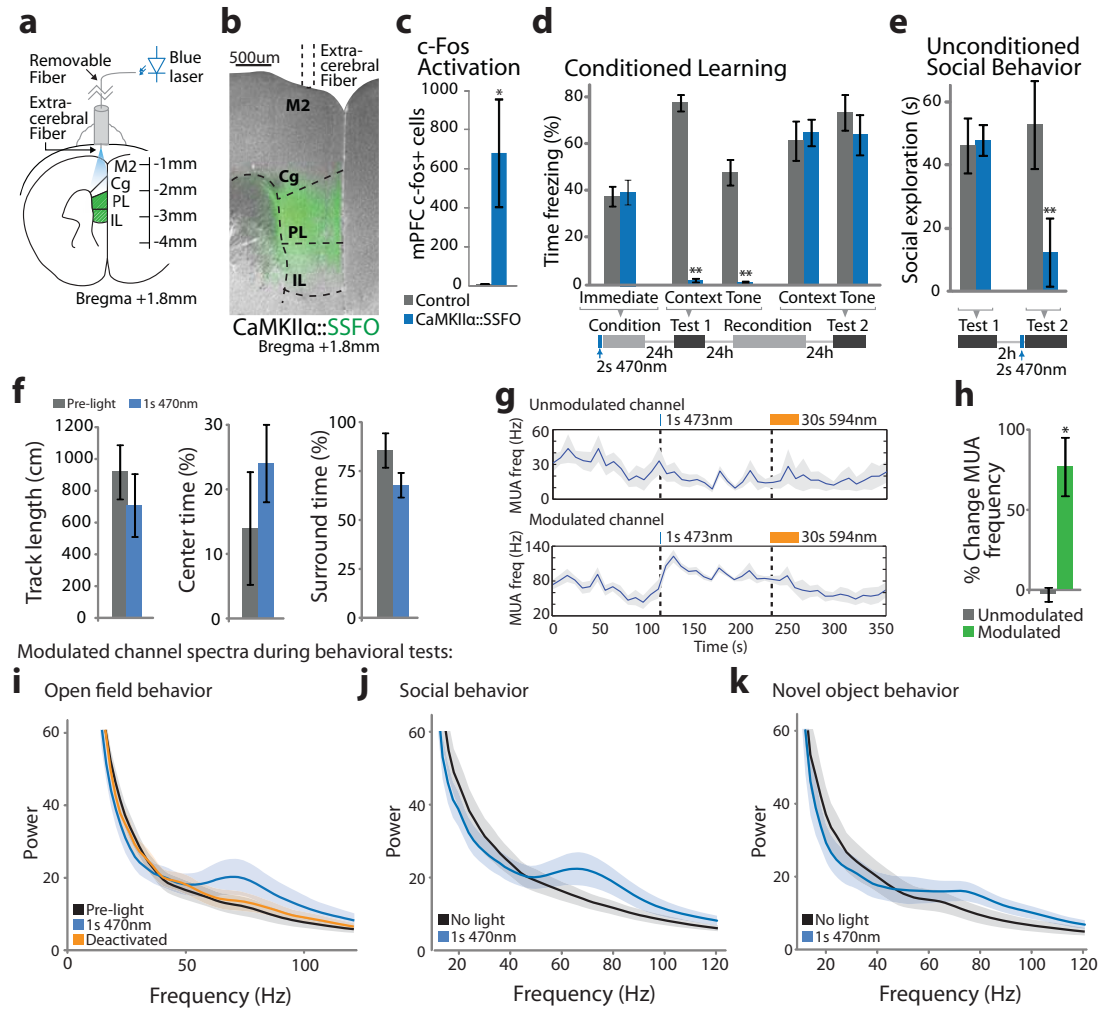 a
Removable
Fiber
Blue
laser
Extra-
cerebral
Fiber
M2
Cg
PL
IL
-1mm
-2mm
-3mm
-4mm
Bregma +1.8mm
b
500um
Extra-
cerebral
Fiber
M2
Cg
PL
IL
CaMKIIα::SSFO
Bregma +1.8mm
c
c-Fos
Activation
mPFC c-fos+ cells
1000
800
600
400
200
0
*
Control
CaMKIIα::SSFO
d
Conditioned Learning
Time freezing (%)
80
60
40
20
0
**
**
Immediate
Context Tone
Context Tone
Condition
Test 1
Recondition
Test 2
24h
24h
24h
2s 470nm
e
Unconditioned
Social Behavior
Social exploration (s)
60
40
20
0
**
Test 1
Test 2
2h
2s 470nm
f
Pre-light
1s 470nm
Track length (cm)
1200
1000
800
600
400
200
0
Center time (%)
30
20
10
0
Surround time (%)
100
75
50
25
0
g
Unmodulated channel
1s 473nm
30s 594nm
MUA freq (Hz)
60
30
0
Modulated channel
1s 473nm
30s 594nm
MUA freq (Hz)
140
80
20
0 50 100 150 200 250 300 350
Time (s)
h
% Change MUA
frequency
100
50
0
*
Unmodulated
Modulated
Modulated channel spectra during behavioral tests:
i
Open field behavior
Power
60
40
20
0
Pre-light
1s 470nm
Deactivated
0 50 100
Frequency (Hz)
j
Social behavior
Power
60
40
20
0
No light
1s 470nm
20 40 60 80 100 120
Frequency (Hz)
k
Novel object behavior
Power
60
40
20
0
No light
1s 470nm
20 40 60 80 100 120
Frequency (Hz)